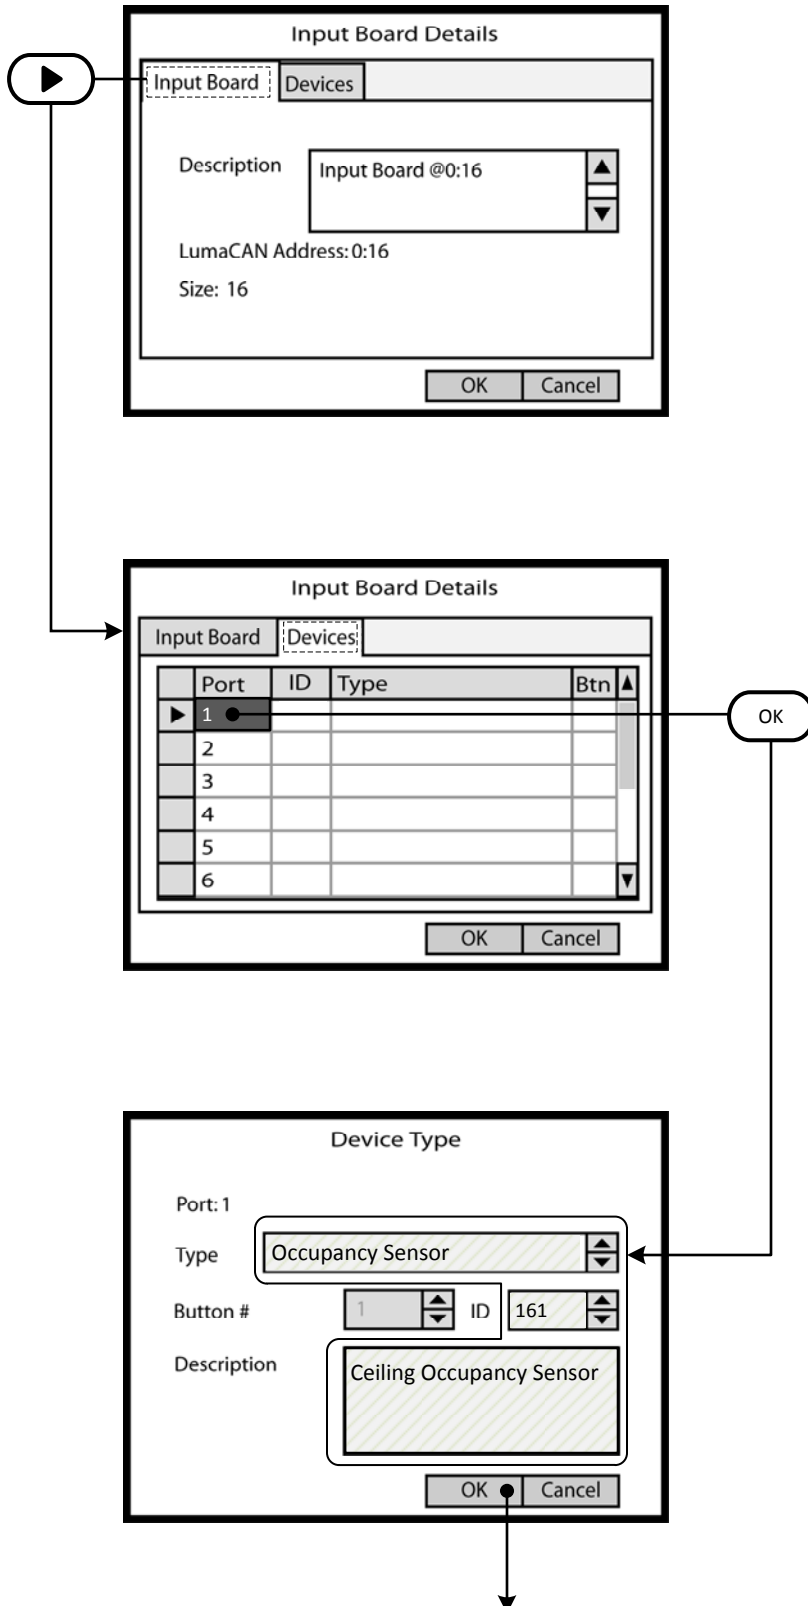 Input Board Details
Input Board Devices
Description Input Board @0:16
LumaCAN Address: 0:16
Size: 16
OK Cancel
Input Board Details
Input Board Devices
Port ID Type Btn
1
OK
2
3
4
5
6
OK Cancel
Device Type
Port: 1
Type Occupancy Sensor
Button # 1 ID 161
Description Ceiling Occupancy Sensor
OK Cancel